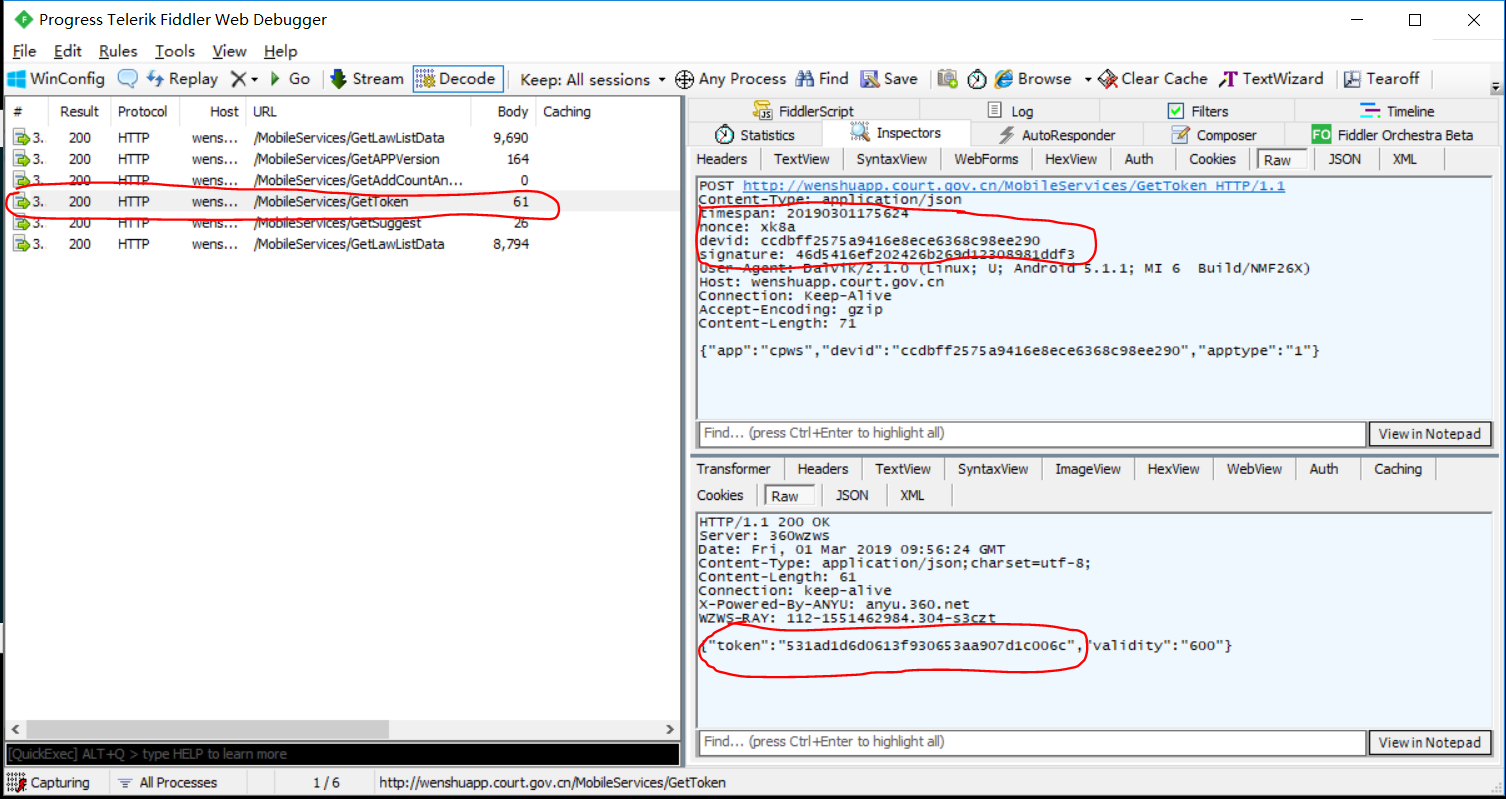 Progress Telerik Fiddler Web Debugger
File Edit Rules Tools View Help
WinConfig Replay Go Stream Decode Keep: All sessions Any Process Find Save Browse Clear Cache TextWizard Tearoff
# Result Protocol Host URL Body Caching
3. 200 HTTP wens... /MobileServices/GetLawListData 9,690
3. 200 HTTP wens... /MobileServices/GetAPPVersion 164
3. 200 HTTP wens... /MobileServices/GetAddCountAn... 0
3. 200 HTTP wens... /MobileServices/GetToken 61
3. 200 HTTP wens... /MobileServices/GetSuggest 26
3. 200 HTTP wens... /MobileServices/GetLawListData 8,794
FiddlerScript Log Filters Timeline
Statistics Inspectors AutoResponder Composer FO Fiddler Orchestra Beta
Headers TextView SyntaxView WebForms HexView Auth Cookies Raw JSON XML
POST http://wenshuapp.court.gov.cn/MobileServices/GetToken HTTP/1.1
Content-Type: application/json
timespan: 20190301175624
nonce: xk8a
devid: ccdbff2575a9416e8ece6368c98ee290
signature: 46d5416ef202426b269d12308981ddf3
User-Agent: Dalvik/2.1.0 (Linux; U; Android 5.1.1; MI 6 Build/NMF26X)
Host: wenshuapp.court.gov.cn
Connection: Keep-Alive
Accept-Encoding: gzip
Content-Length: 71
{"app":"cpws","devid":"ccdbff2575a9416e8ece6368c98ee290","apptype":"1"}
Find... (press Ctrl+Enter to highlight all) View in Notepad
Transformer Headers TextView SyntaxView ImageView HexView WebView Auth Caching
Cookies Raw JSON XML
HTTP/1.1 200 OK
Server: 360wzws
Date: Fri, 01 Mar 2019 09:56:24 GMT
Content-Type: application/json;charset=utf-8;
Content-Length: 61
Connection: keep-alive
X-Powered-By-ANYU: anyu.360.net
WZWS-RAY: 112-1551462984.304-s3czt
{"token":"531ad1d6d0613f930653aa907d1c006c","validity":"600"}
Find... (press Ctrl+Enter to highlight all) View in Notepad
[QuickExec] ALT+Q > type HELP to learn more
Capturing All Processes 1 / 6 http://wenshuapp.court.gov.cn/MobileServices/GetToken